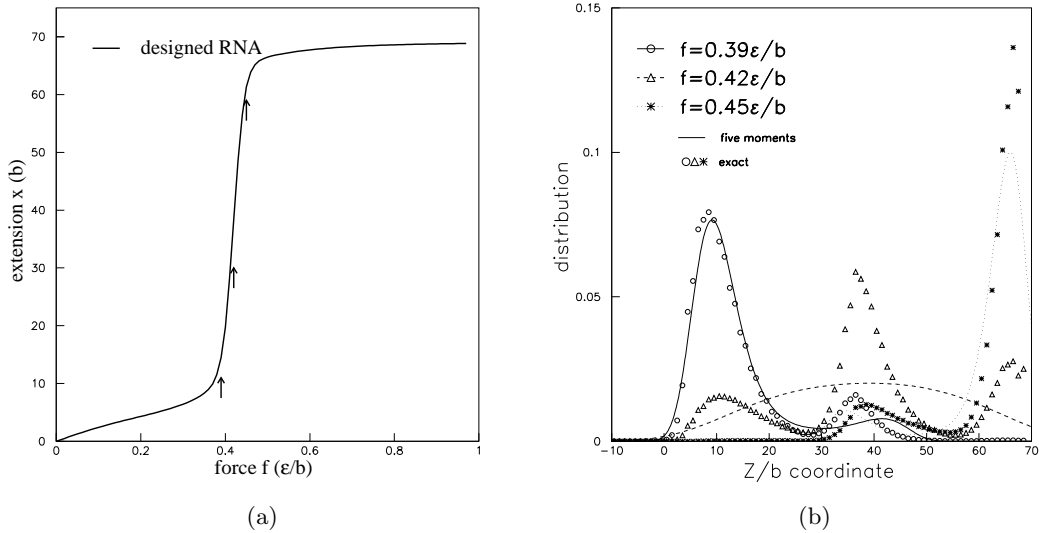 designed RNA
extension x (b)
70
60
50
40
30
20
10
0
0
0.2
0.4
0.6
0.8
1
force f (ε/b)
(a)
f=0.39ε/b
f=0.42ε/b
f=0.45ε/b
five moments
exact
distribution
0.15
0.1
0.05
0
-10
0
10
20
30
40
50
60
70
Z/b coordinate
(b)